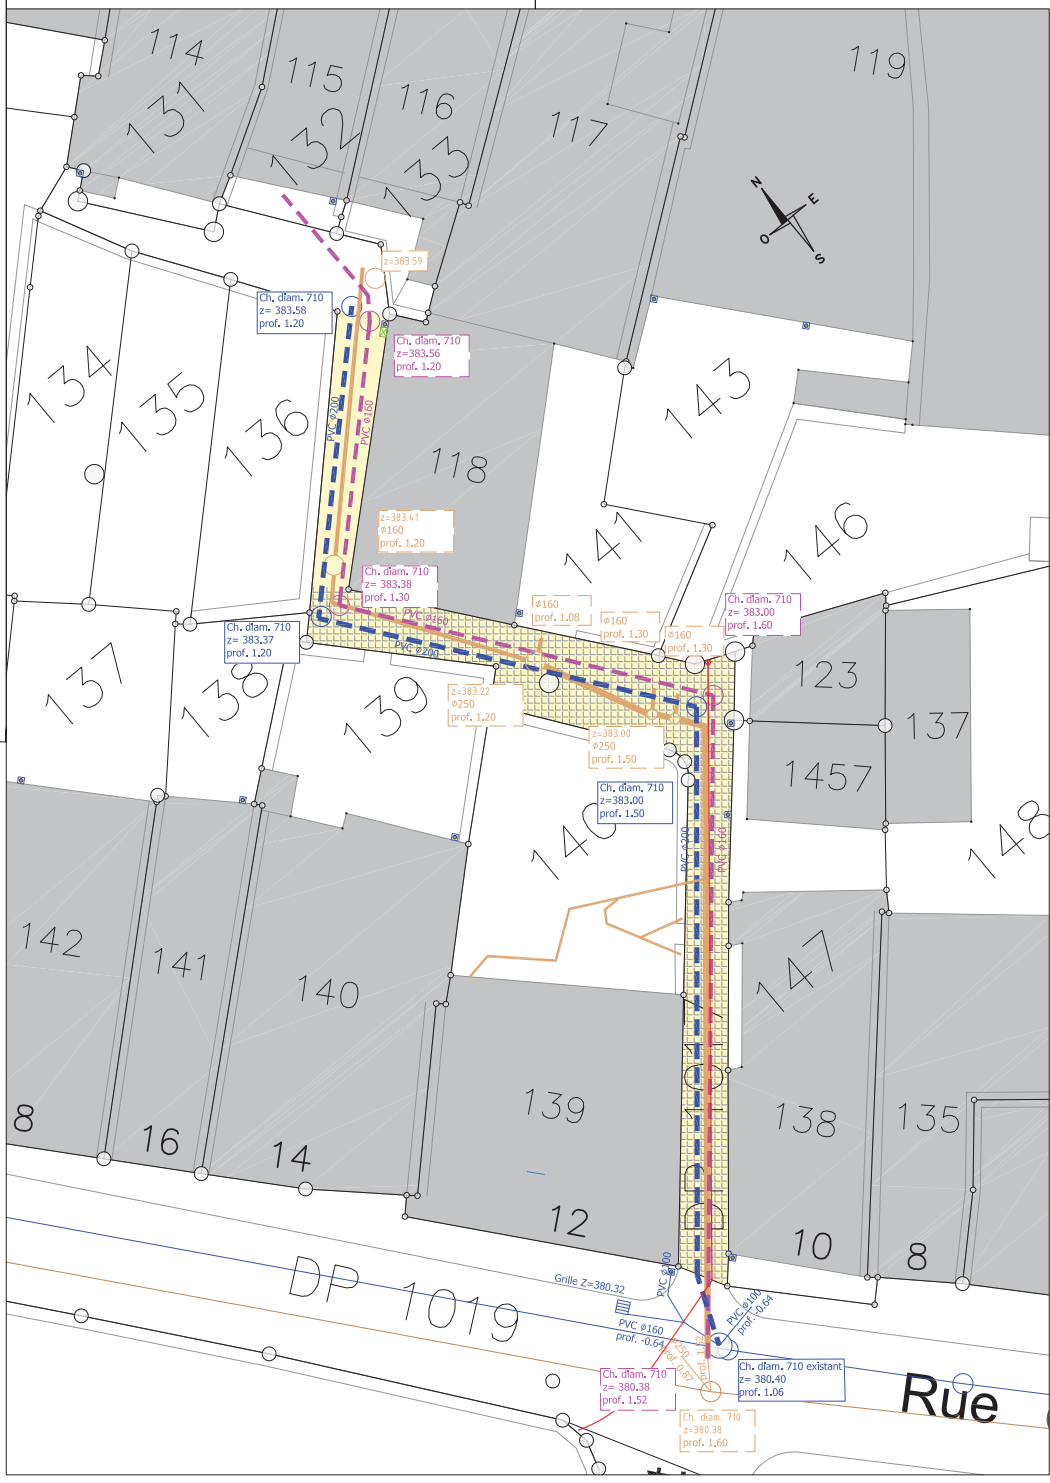 114
115
116
117
119
131
132
133
N
E
O
S
z=383.59
Ch. diam. 710
z= 383.58
prof. 1.20
Ch. diam. 710
z=383.56
prof. 1.20
134
135
136
143
PVC ø200
PVC ø160
118
z=383.41
ø160
prof. 1.20
141
146
Ch. diam. 710
z= 383.38
prof. 1.30
ø160
prof. 1.08
ø160
prof. 1.30
ø160
prof. 1.30
Ch. diam. 710
z= 383.00
prof. 1.60
PVC ø160
PVC ø200
Ch. diam. 710
z= 383.37
prof. 1.20
137
138
139
123
137
z=383.22
ø250
prof. 1.20
z=383.00
ø250
prof. 1.50
1457
Ch. diam. 710
z=383.00
prof. 1.50
140
PVC ø200
PVC ø160
148
142
141
140
147
139
138
135
8
16
14
12
10
8
DP 1017
DP 1019
Grille Z=380.32
PVC ø100
PVC ø160
prof. -0.64
PVC ø100
prof. -0.64
ø250
prof. 0.87
Ch. diam. 710
z= 380.38
prof. 1.52
Ch. diam. 710 existant
z= 380.40
prof. 1.06
Ch. diam. 710
z=380.38
prof. 1.60
Rue